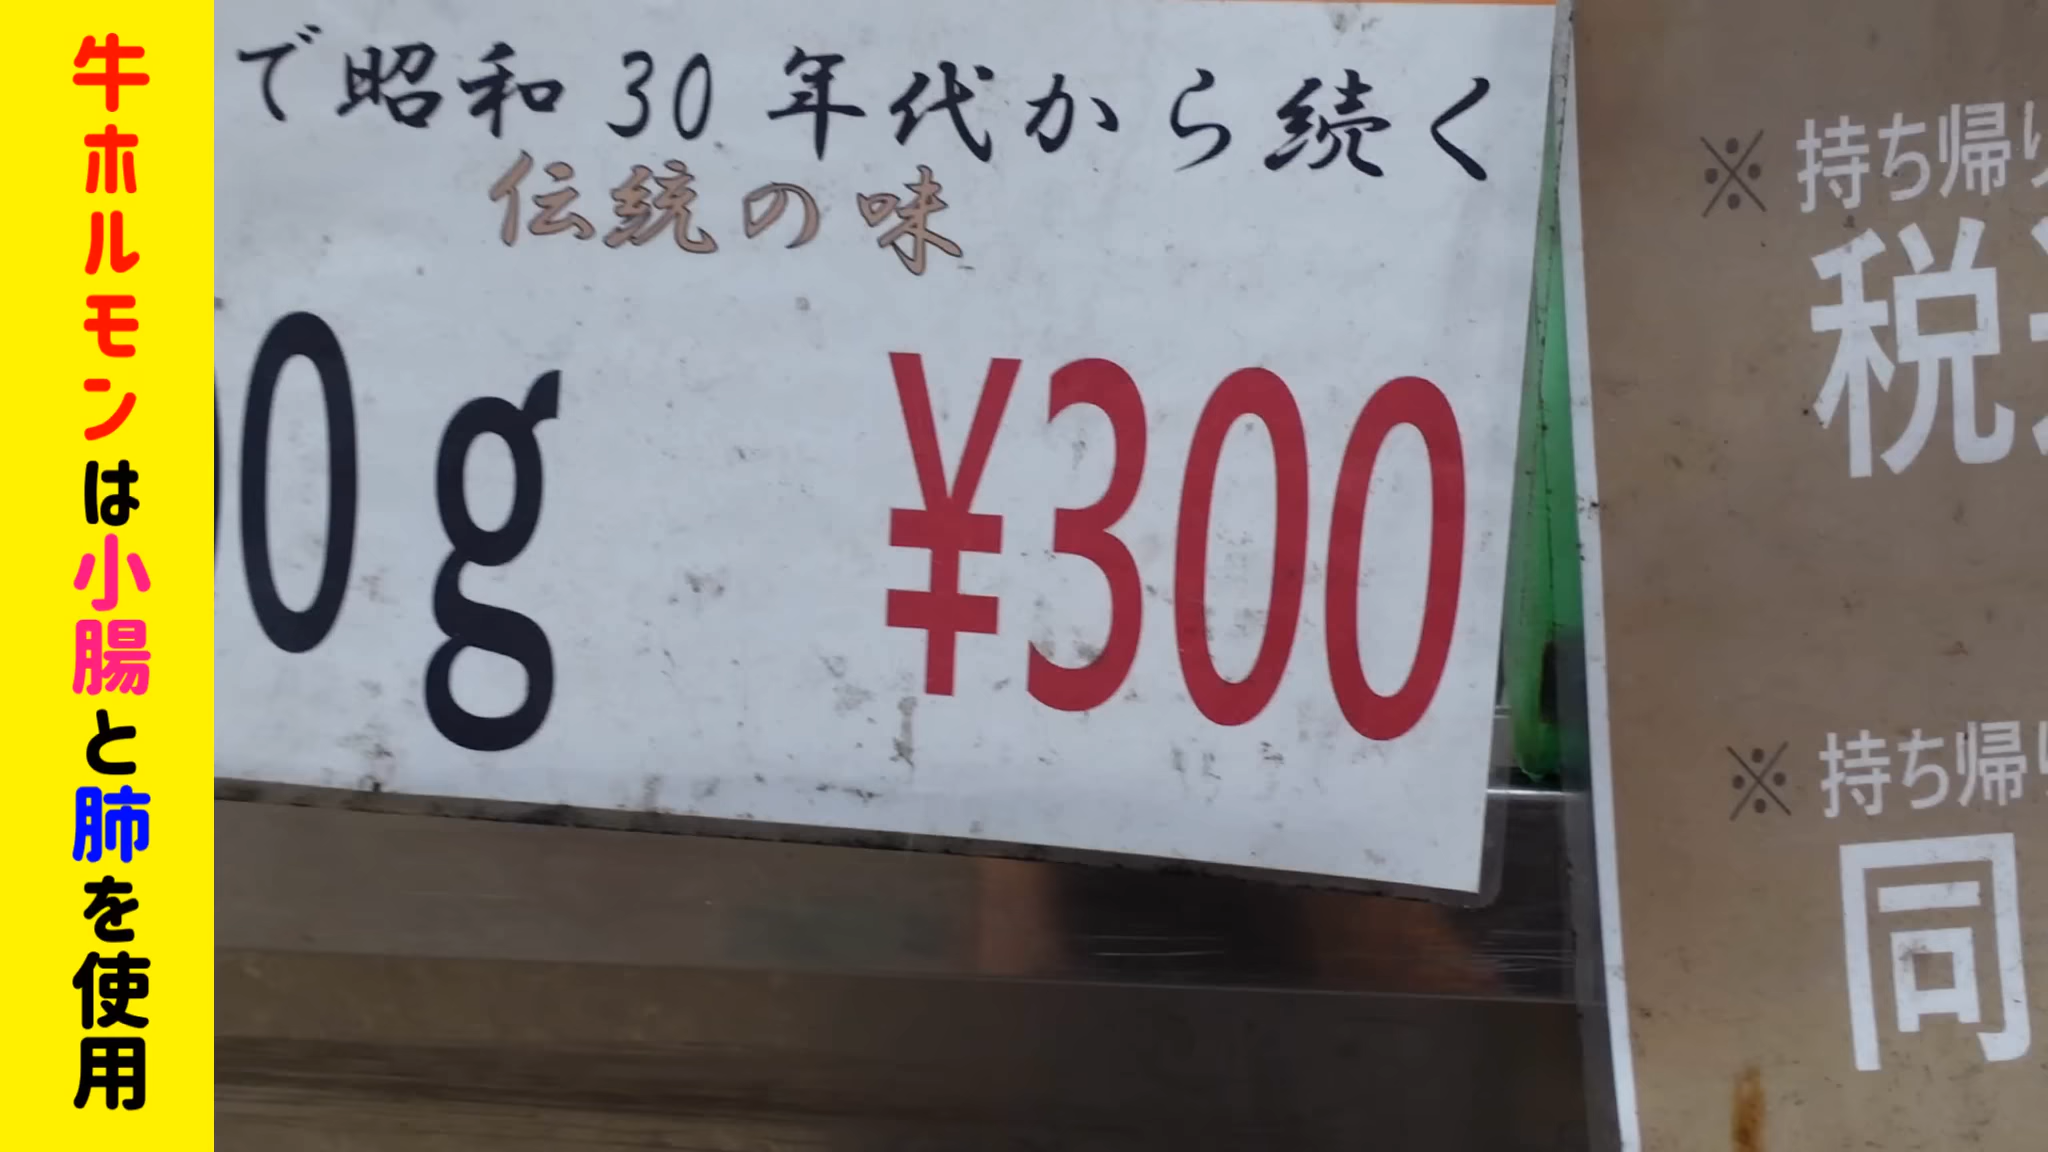 牛ホルモンは小腸と肺を使用
で昭和30年代から続く
伝統の味
00g ¥300
※持ち帰り
税
※持ち帰り
同